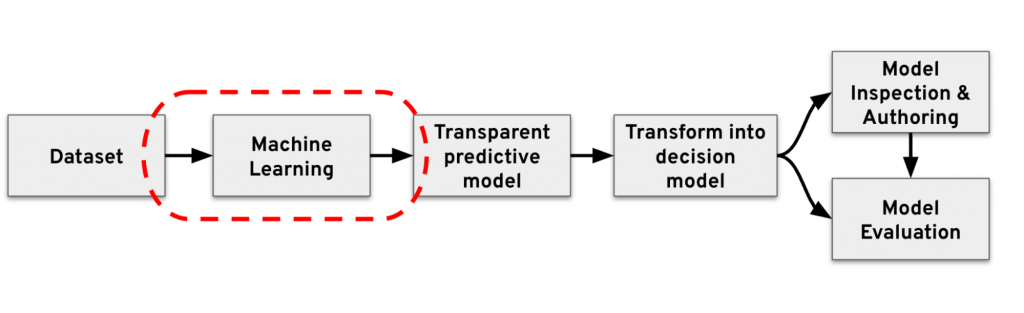 Dataset
Machine
Learning
Transparent
predictive
model
Transform into
decision
model
Model
Inspection &
Authoring
Model
Evaluation